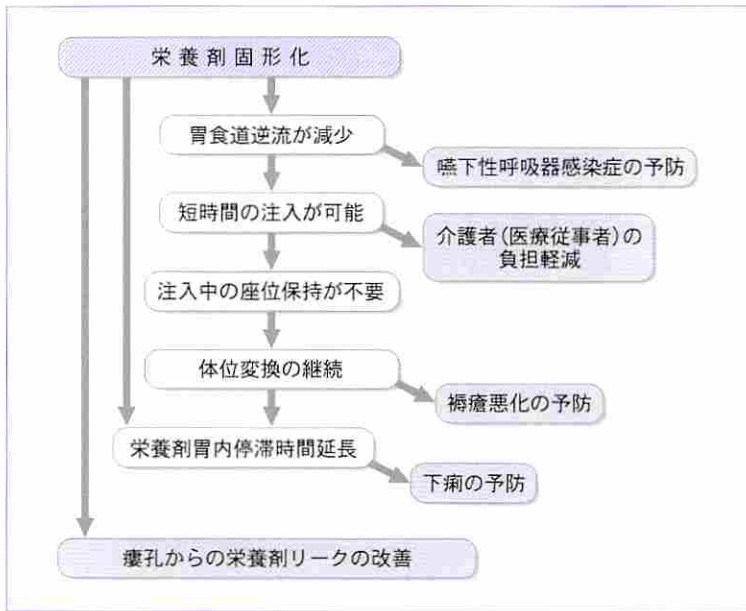 栄養剤固形化
胃食道逆流が減少
嚥下性呼吸器感染症の予防
短時間の注入が可能
介護者（医療従事者）の
負担軽減
注入中の座位保持が不要
体位変換の継続
褥瘡悪化の予防
栄養剤胃内停滞時間延長
下痢の予防
瘻孔からの栄養剤リークの改善